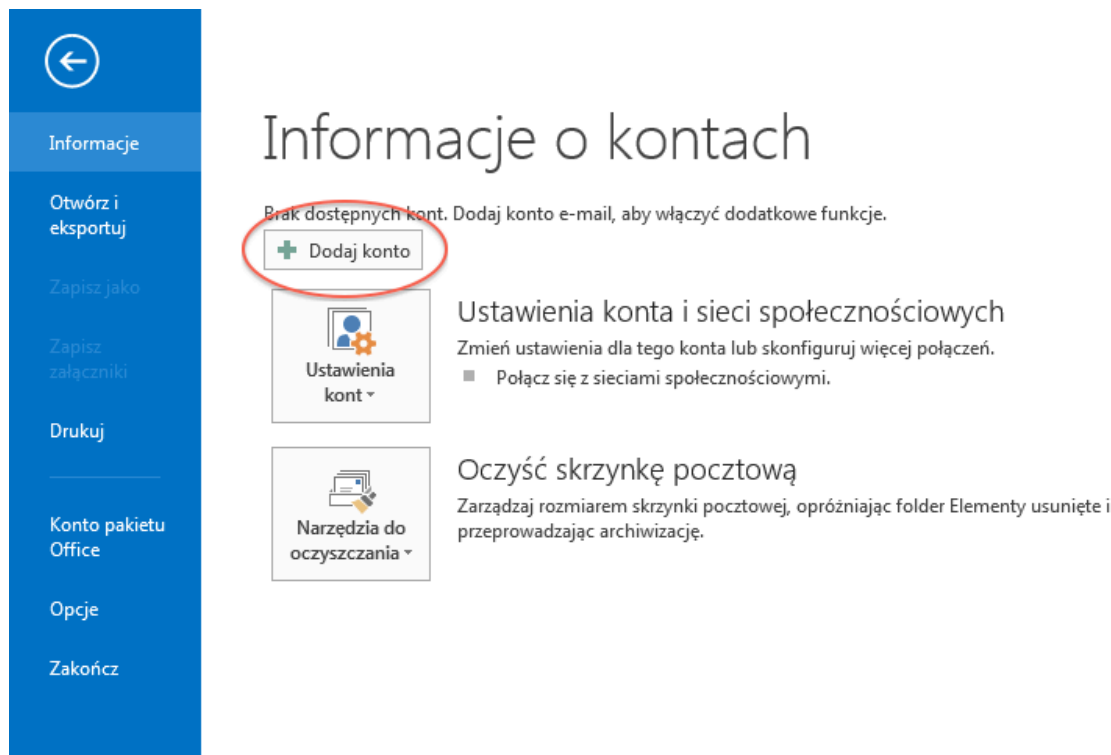 Informacje
Otwórz i
eksportuj
Zapisz jako
Zapisz
załączniki
Drukuj
Konto pakietu
Office
Opcje
Zakończ
Informacje o kontach
Brak dostępnych kont. Dodaj konto e-mail, aby włączyć dodatkowe funkcje.
Dodaj konto
Ustawienia
kont
Ustawienia konta i sieci społecznościowych
Zmień ustawienia dla tego konta lub skonfiguruj więcej połączeń.
Połącz się z sieciami społecznościowymi.
Narzędzia do
oczyszczania
Oczyść skrzynkę pocztową
Zarządzaj rozmiarem skrzynki pocztowej, opróżniając folder Elementy usunięte i
przeprowadzając archiwizację.